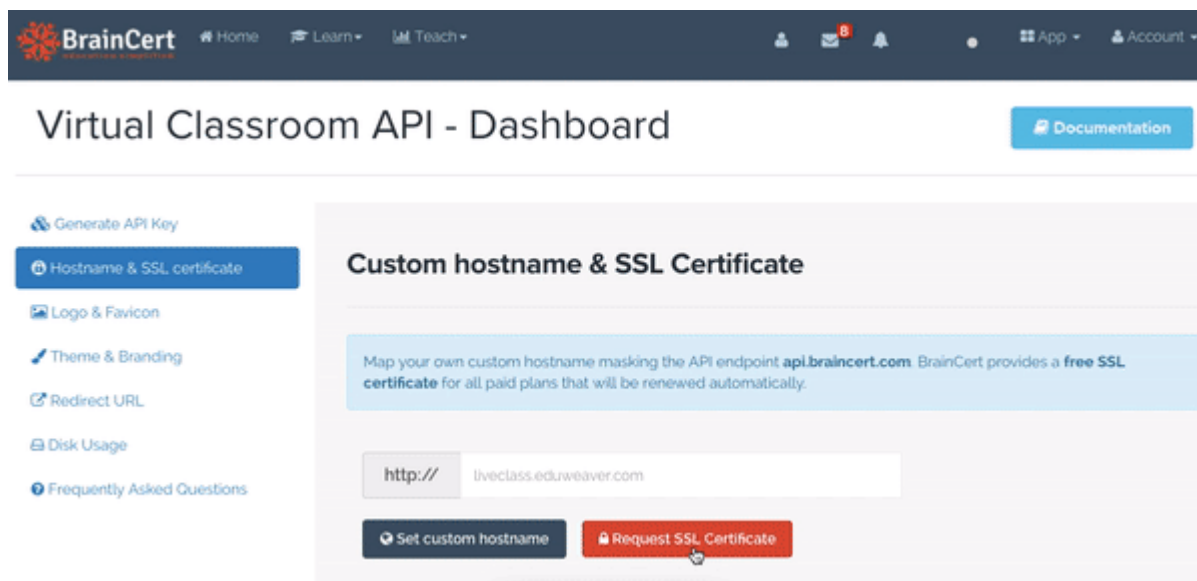 BrainCert Home Learn Teach 8 App Account
education simplified
Virtual Classroom API - Dashboard
Documentation
Generate API Key
Hostname & SSL certificate
Logo & Favicon
Theme & Branding
Redirect URL
Disk Usage
Frequently Asked Questions
Custom hostname & SSL Certificate
Map your own custom hostname masking the API endpoint api.braincert.com. BrainCert provides a free SSL
certificate for all paid plans that will be renewed automatically.
http:// liveclass.eduweaver.com
Set custom hostname Request SSL Certificate